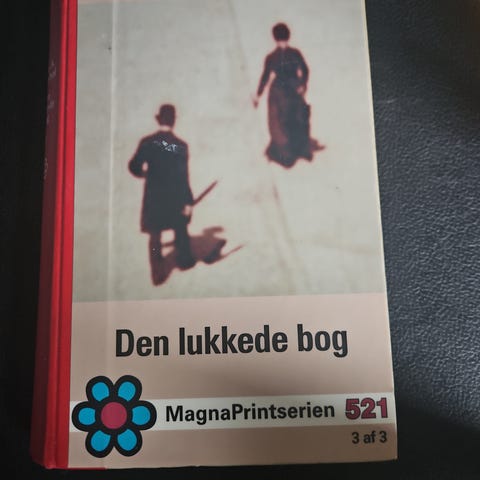 Den lukkede bog
MagnaPrintserien 521
3 af 3